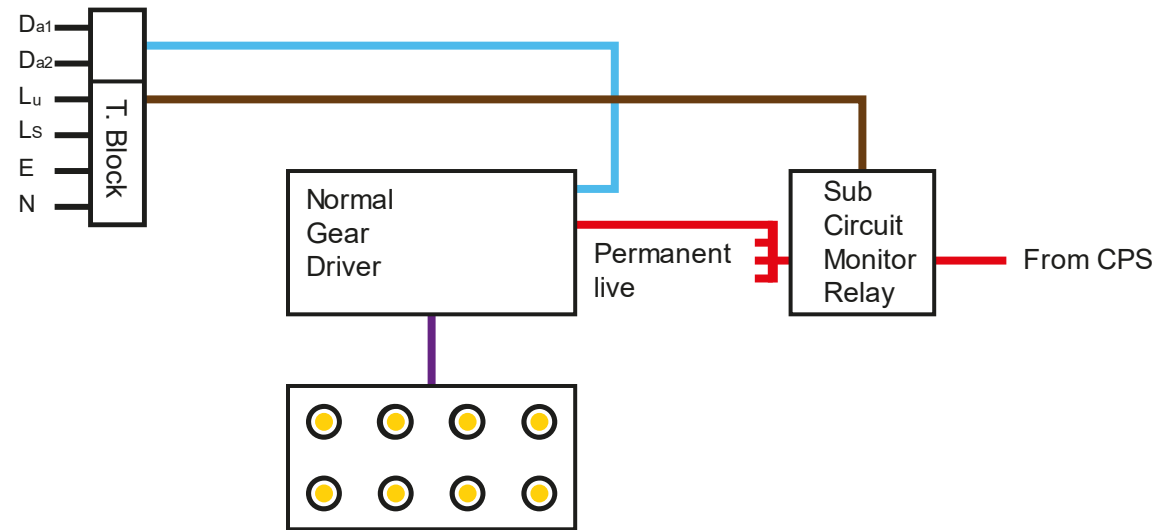 Da1
Da2
Lu
LS
E
N
T. Block
Normal
Gear
Driver
Permanent
live
Sub
Circuit
Monitor
Relay
From CPS